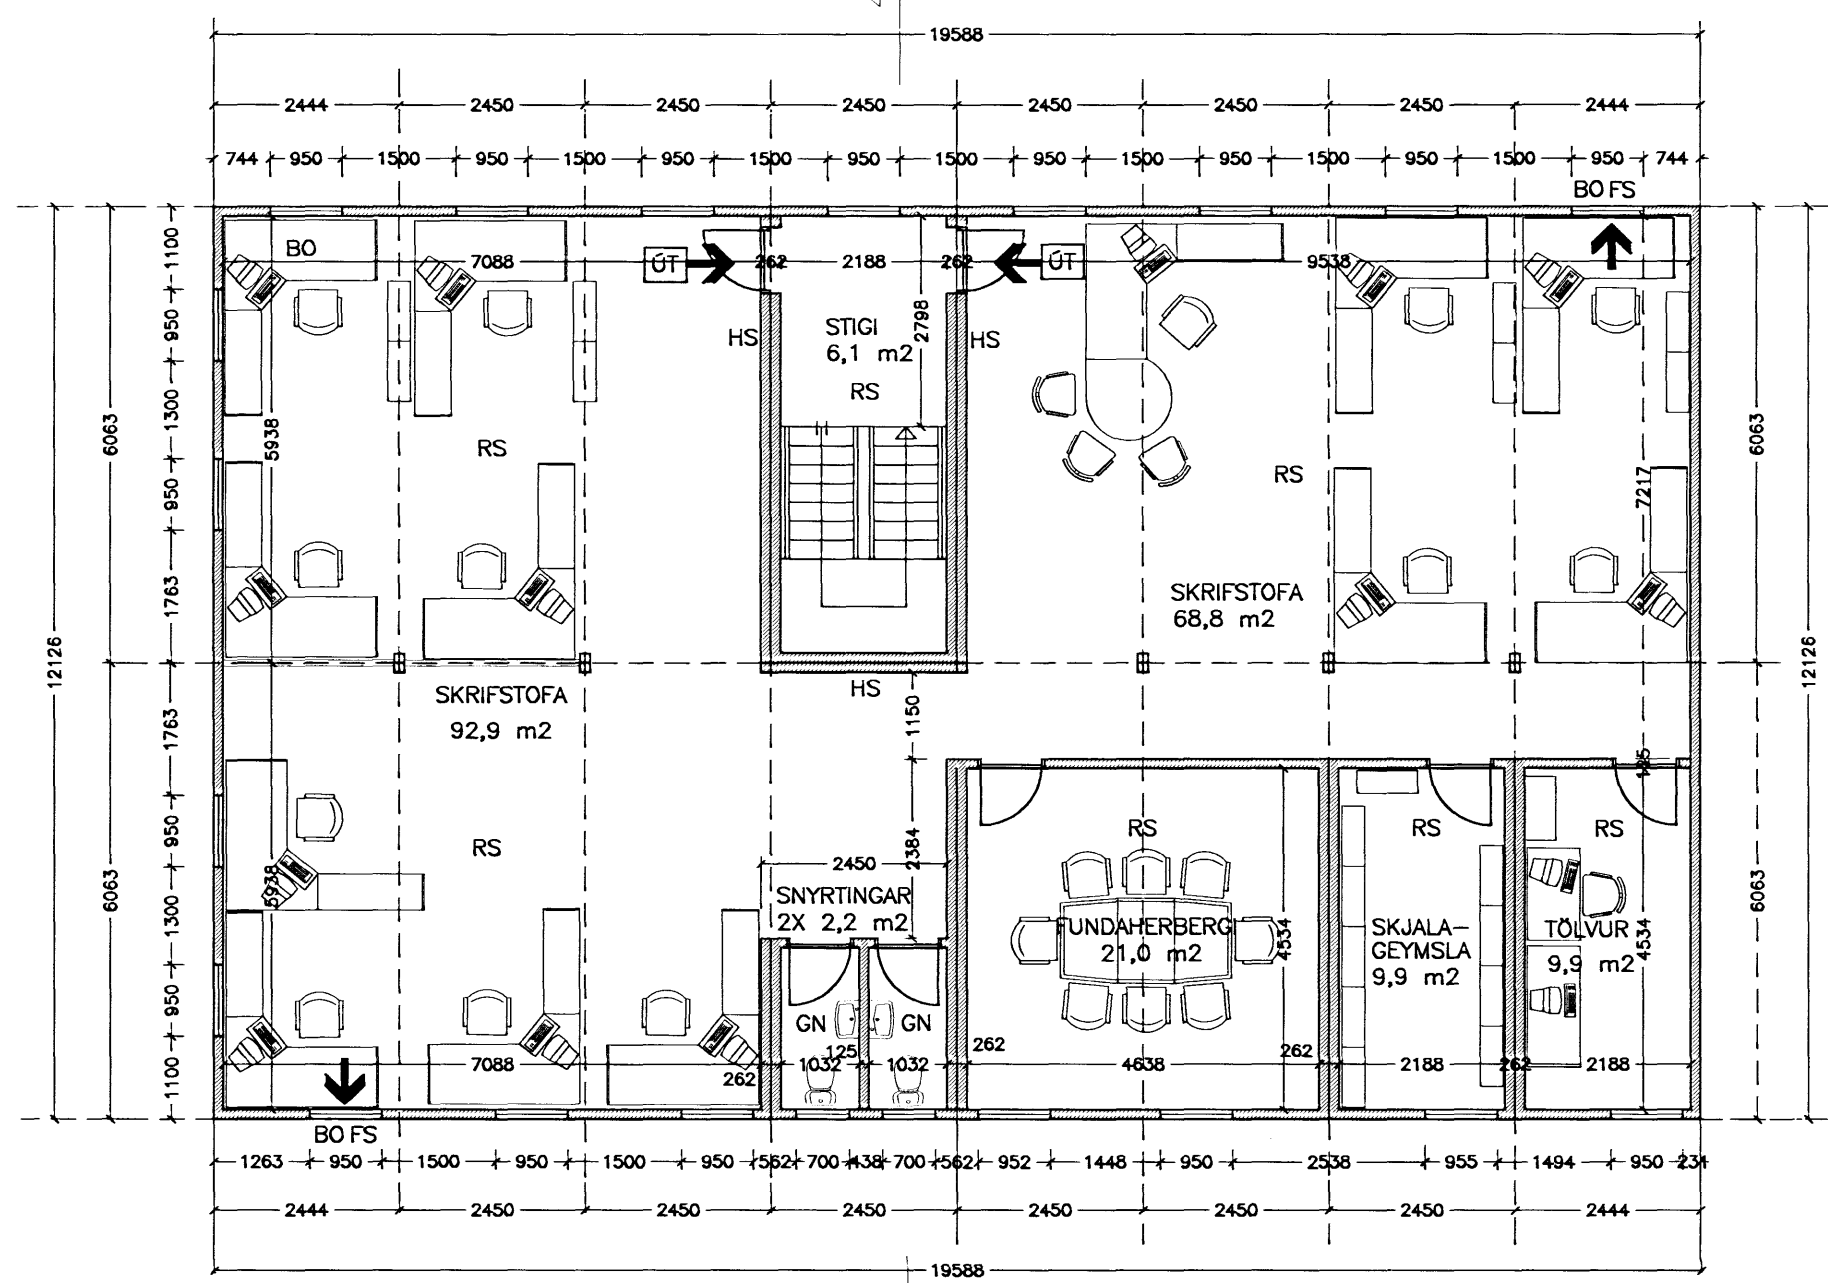 19588
2444 2450 2450 2450 2450 2450 2450 2444
744 950 1500 950 1500 950 1500 950 1500 950 1500 950 1500 950 1500 950 744
BO FS
BO
7088 ÚT 262 2188 262 ÚT 9538
1100
950
1300
950
1763
1763
950
1300
950
1100
6063
6063
12126
5938
5938
HS
STIGI
6,1 m2
RS
2798
HS
RS
RS
7217
6063
6063
12126
SKRIFSTOFA
68,8 m2
SKRIFSTOFA
92,9 m2
HS
1150
125
RS
2384
2450
SNYRTINGAR
2X 2,2 m2
RS
RS
RS
FUNDAHERBERGI
21,0 m2
4534
SKJALA-
GEYMSLA
9,9 m2
TÖLVUR
9,9 m2
4534
GN GN
125
7088 262 1032 1032 262 4638 262 2188 262 2188
BO FS
1263 950 1500 950 1500 950 562 700 438 700 562 952 1448 950 2538 955 1494 950 231
2444 2450 2450 2450 2450 2450 2450 2444
19588